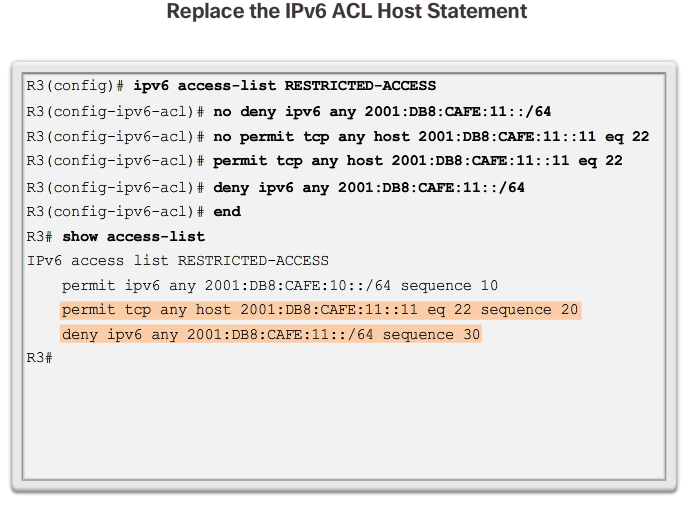 Replace the IPv6 ACL Host Statement
R3(config)# ipv6 access-list RESTRICTED-ACCESS
R3(config-ipv6-acl)# no deny ipv6 any 2001:DB8:CAFE:11::/64
R3(config-ipv6-acl)# no permit tcp any host 2001:DB8:CAFE:11::11 eq 22
R3(config-ipv6-acl)# permit tcp any host 2001:DB8:CAFE:11::11 eq 22
R3(config-ipv6-acl)# deny ipv6 any 2001:DB8:CAFE:11::/64
R3(config-ipv6-acl)# end
R3# show access-list
IPv6 access list RESTRICTED-ACCESS
permit ipv6 any 2001:DB8:CAFE:10::/64 sequence 10
permit tcp any host 2001:DB8:CAFE:11::11 eq 22 sequence 20
deny ipv6 any 2001:DB8:CAFE:11::/64 sequence 30
R3#